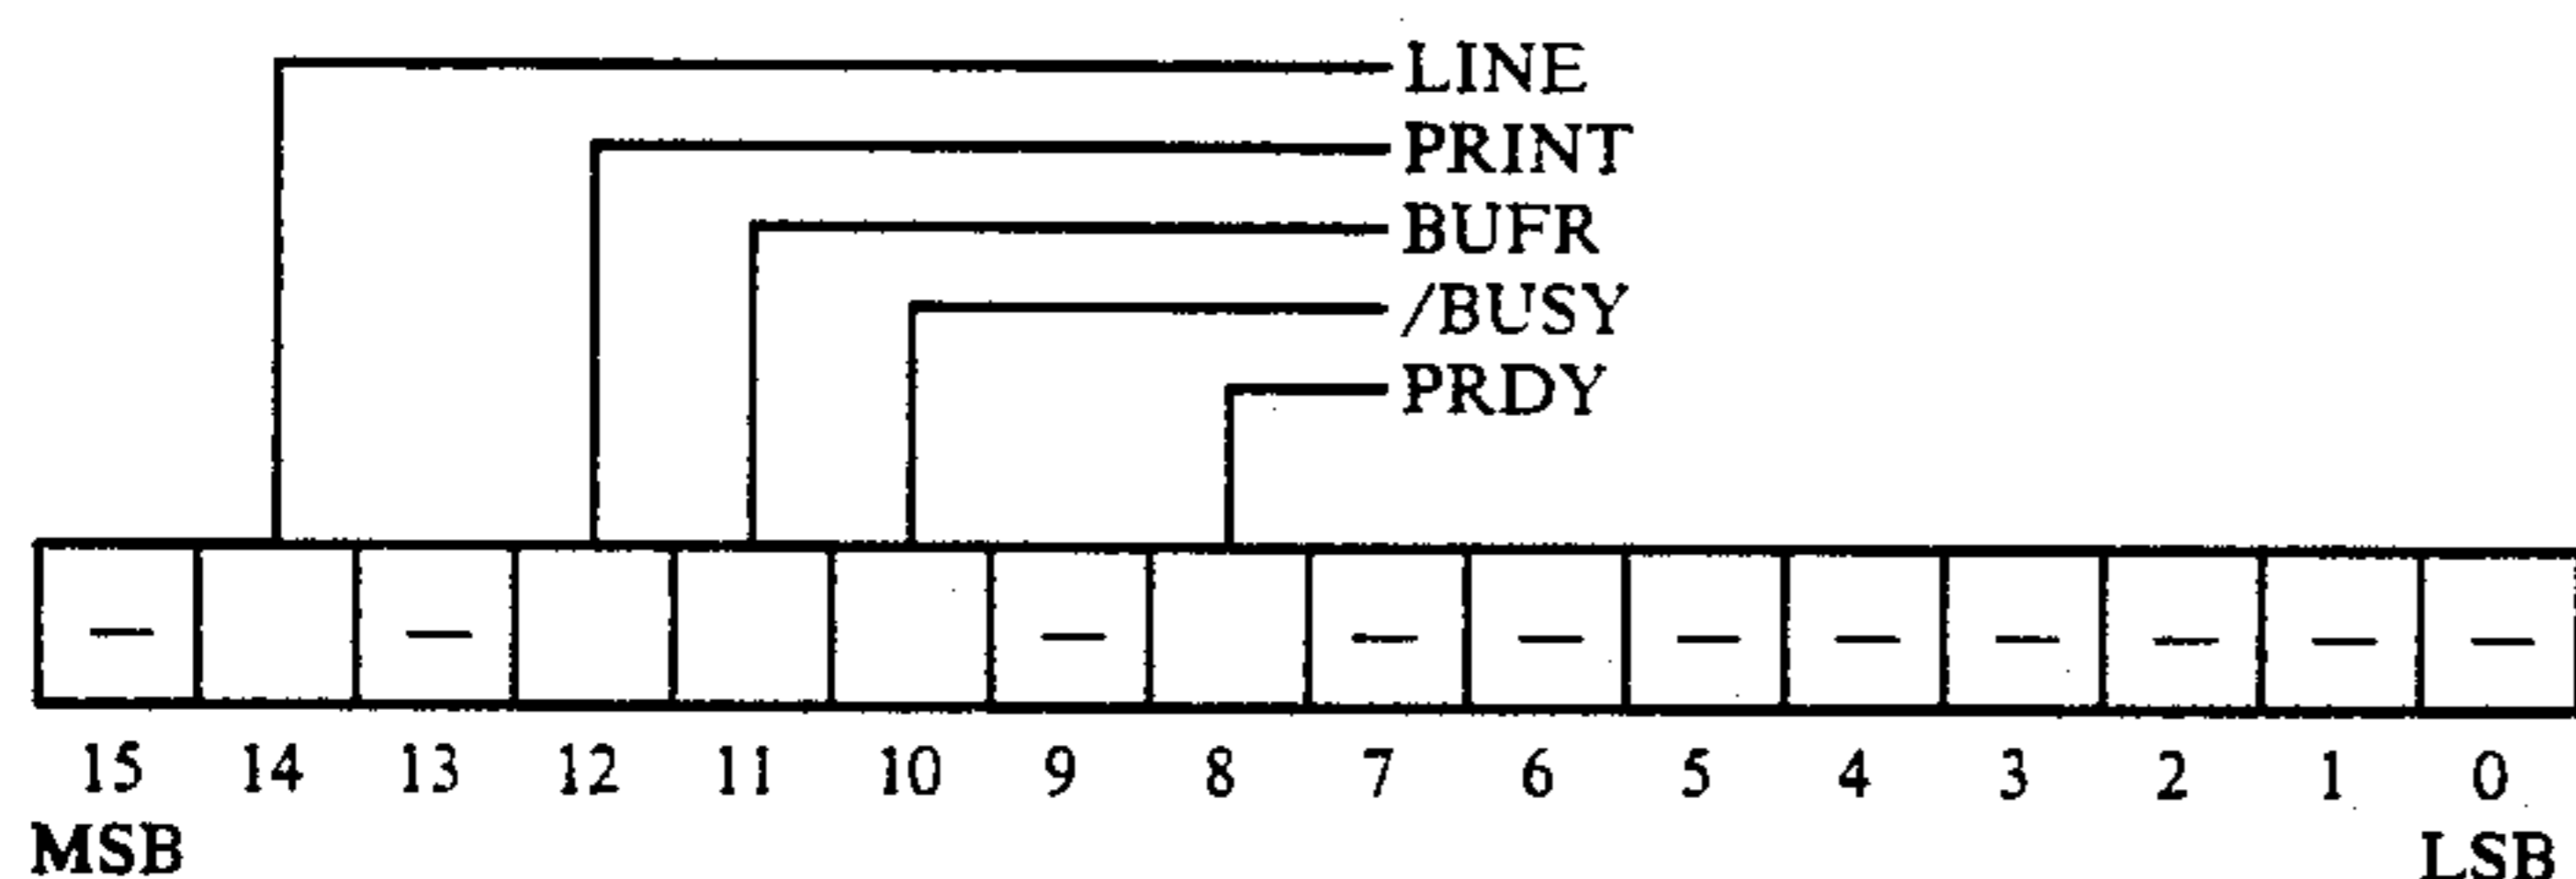 LINE
PRINT
BUFR
/BUSY
PRDY
— — — — — — — — — — —
15 14 13 12 11 10 9 8 7 6 5 4 3 2 1 0
MSB LSB